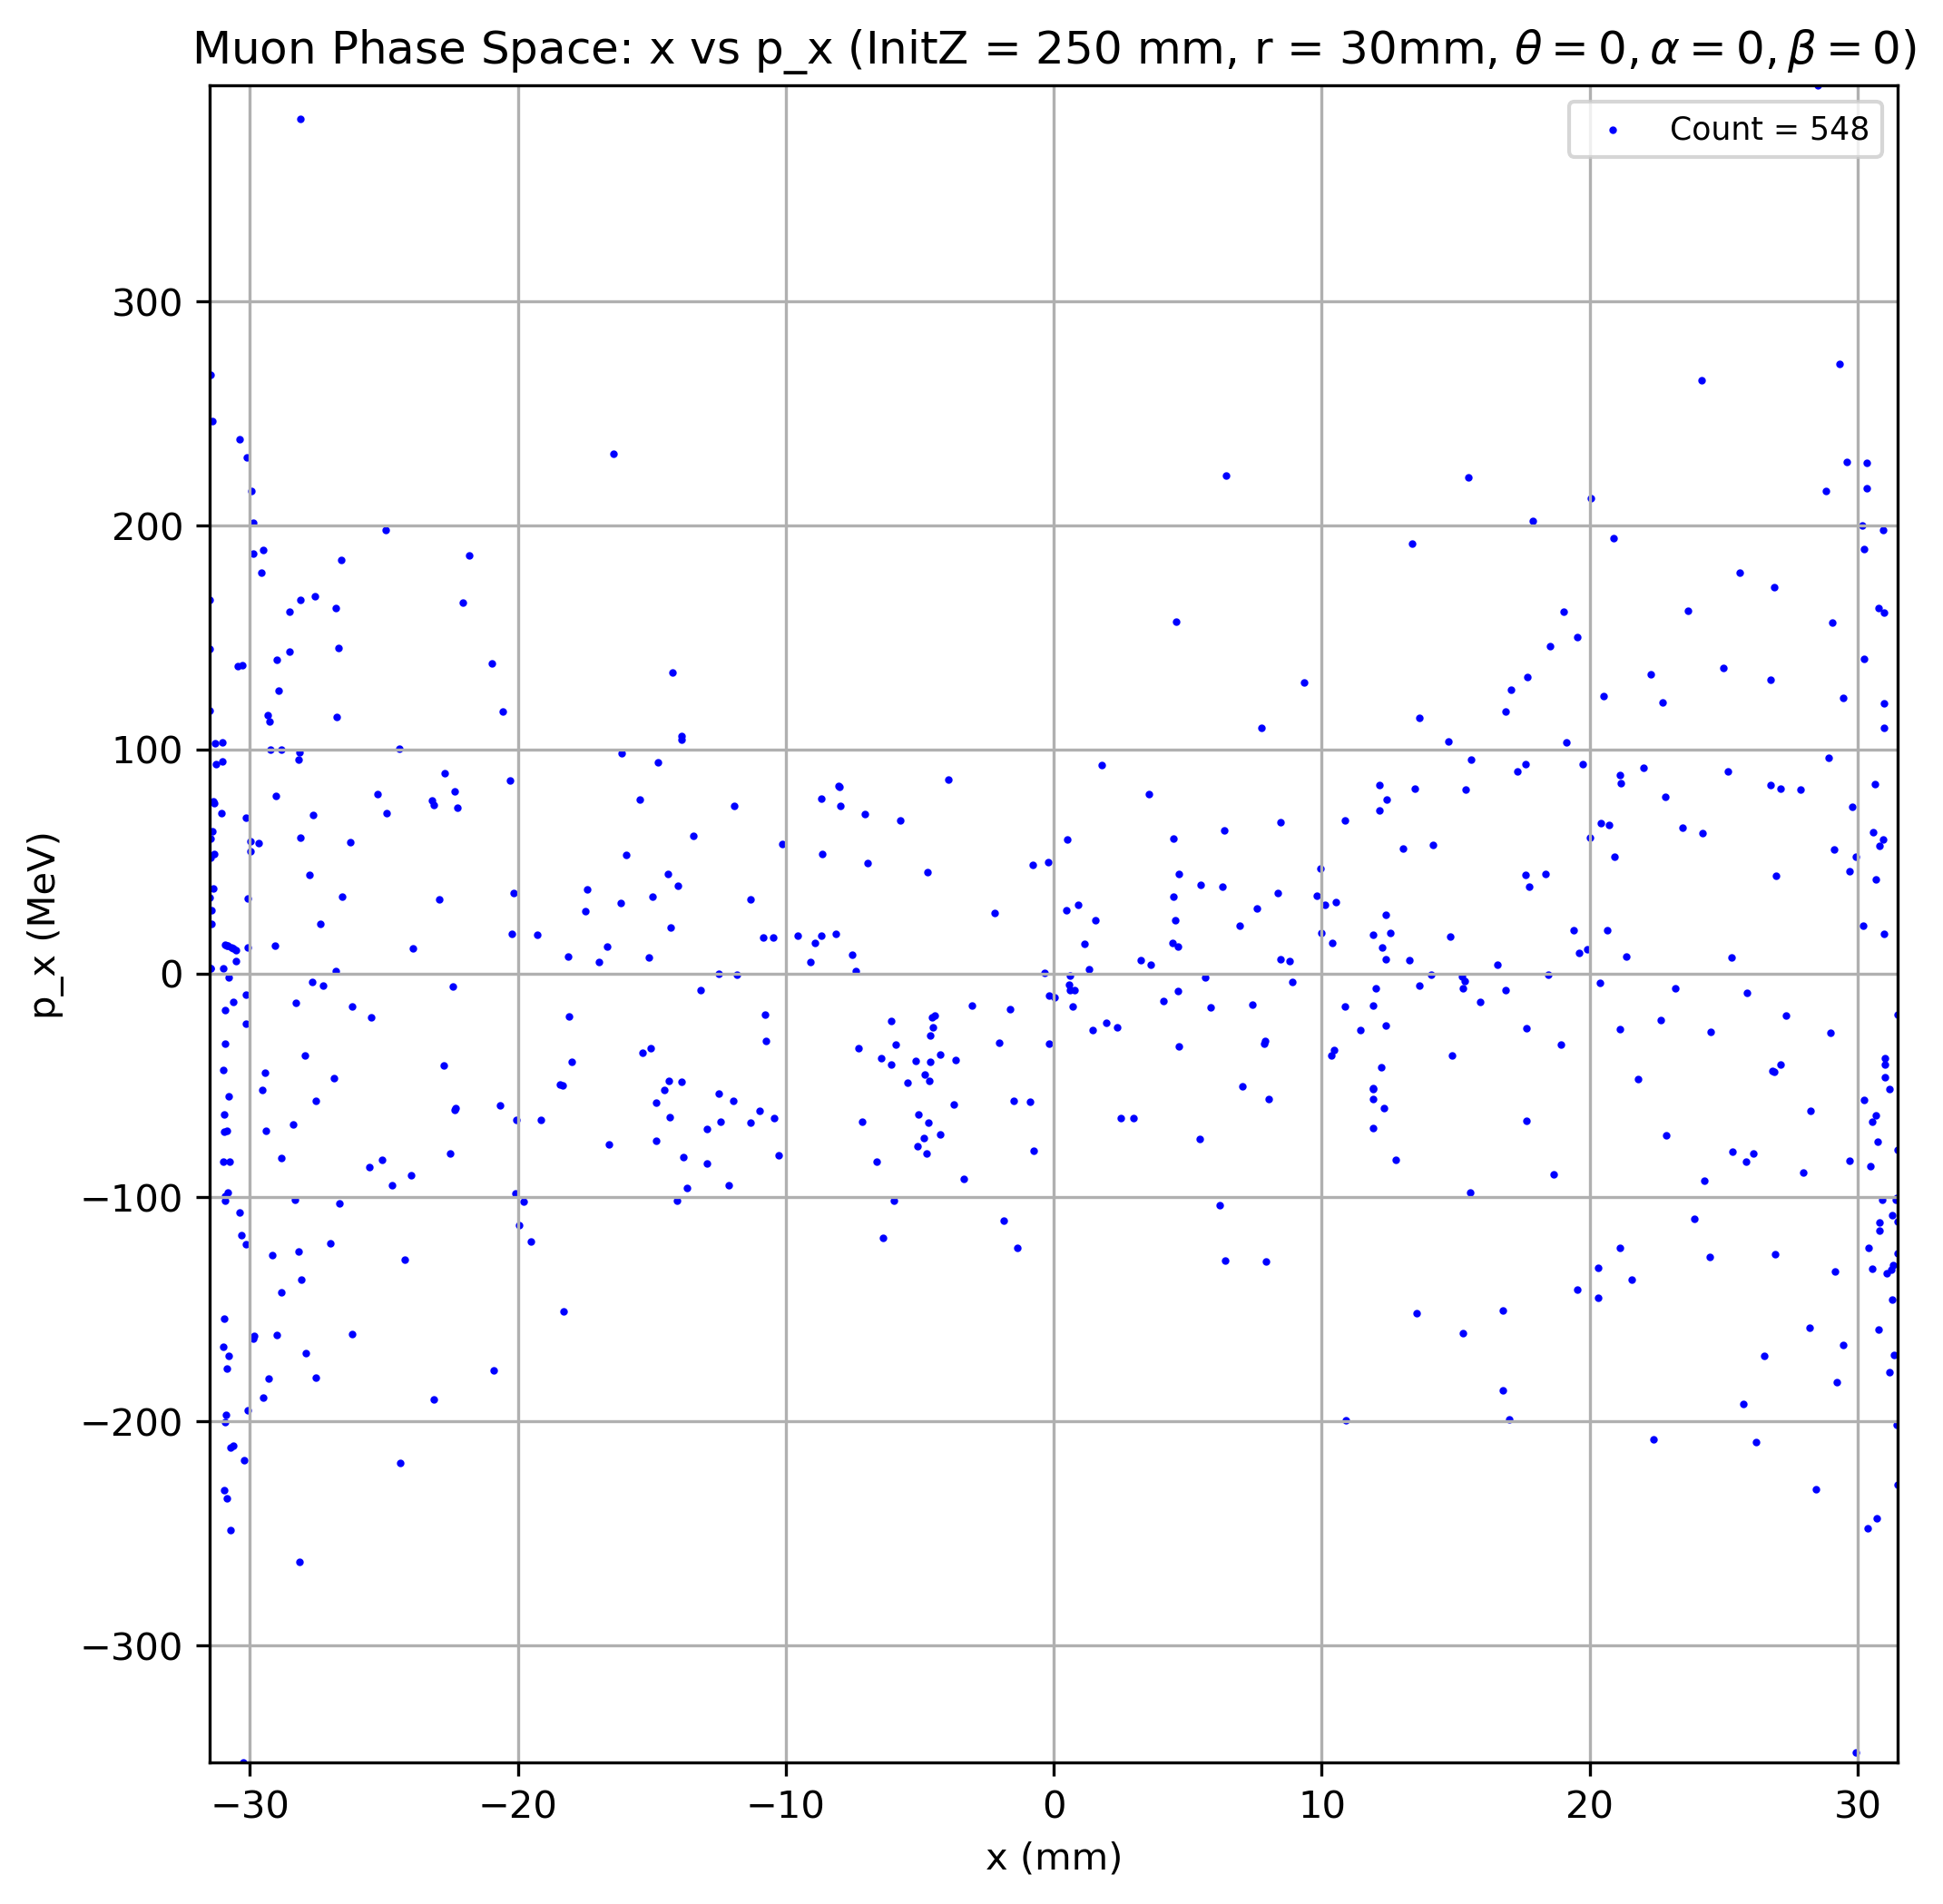 Muon Phase Space: x vs p_x (InitZ = 250 mm, r = 30mm, θ = 0, α = 0, β = 0)
Count = 548
300
200
100
0
−100
−200
−300
p_x (MeV)
−30 −20 −10 0 10 20 30
x (mm)